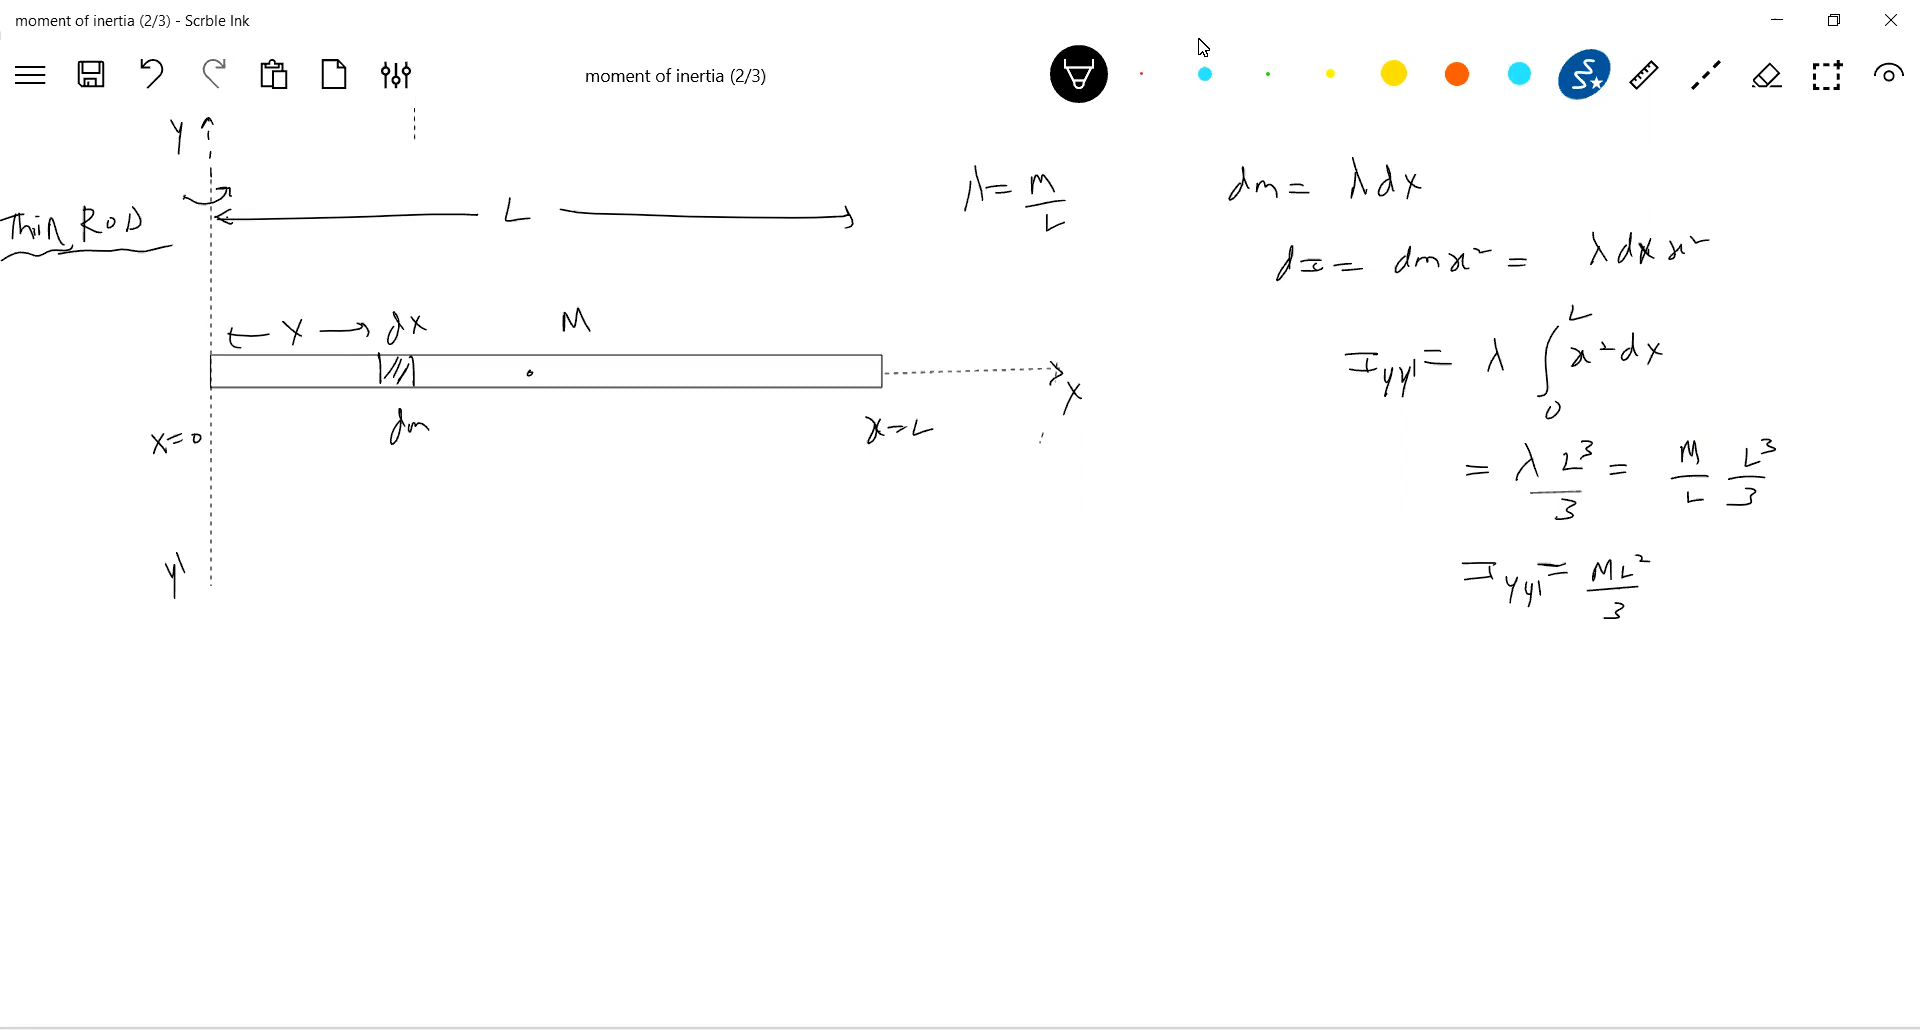 moment of inertia (2/3) - Scrble Ink
moment of inertia (2/3)
Y
Thin ROD
L
λ = M/L
dm = λ dx
dI = dm x² = λ dx x²
← x → dx
M
I_yy' = λ ∫₀ᴸ x² dx
X
x=0
dm
x=L
= λ L³/3 = M/L L³/3
y'
I_yy' = ML²/3